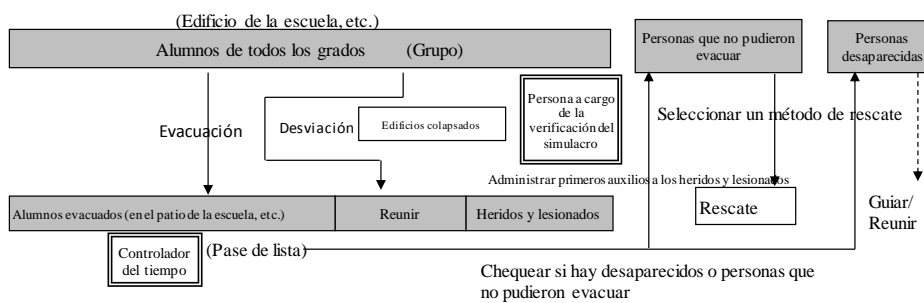 (Edificio de la escuela, etc.)
Alumnos de todos los grados (Grupo)
Personas que no pudieron
evacuar
Personas
desaparecidas
Evacuación
Desviación
Edificios colapsados
Persona a cargo
de la
verificación del
simulacro
Seleccionar un método de rescate
Administrar primeros auxilios a los heridos y lesionados
Alumnos evacuados (en el patio de la escuela, etc.)
Reunir
Heridos y lesionados
Rescate
Guiar/
Reunir
Controlador
del tiempo
(Pase de lista)
Chequear si hay desaparecidos o personas que
no pudieron evacuar